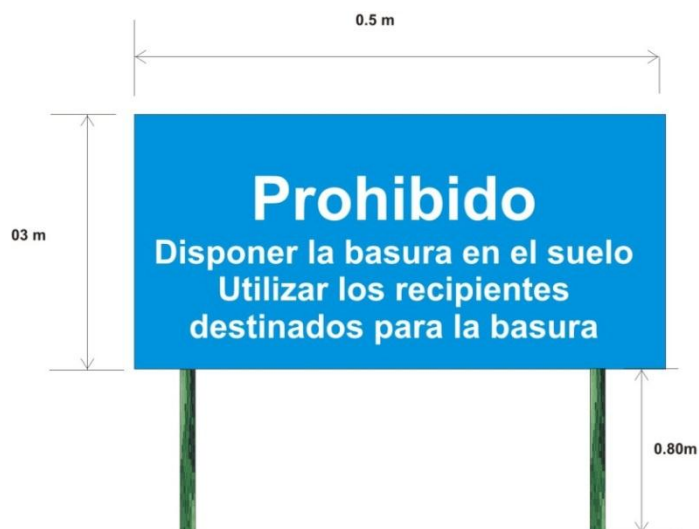 0.5 m
03 m
Prohibido
Disponer la basura en el suelo
Utilizar los recipientes
destinados para la basura
0.80m